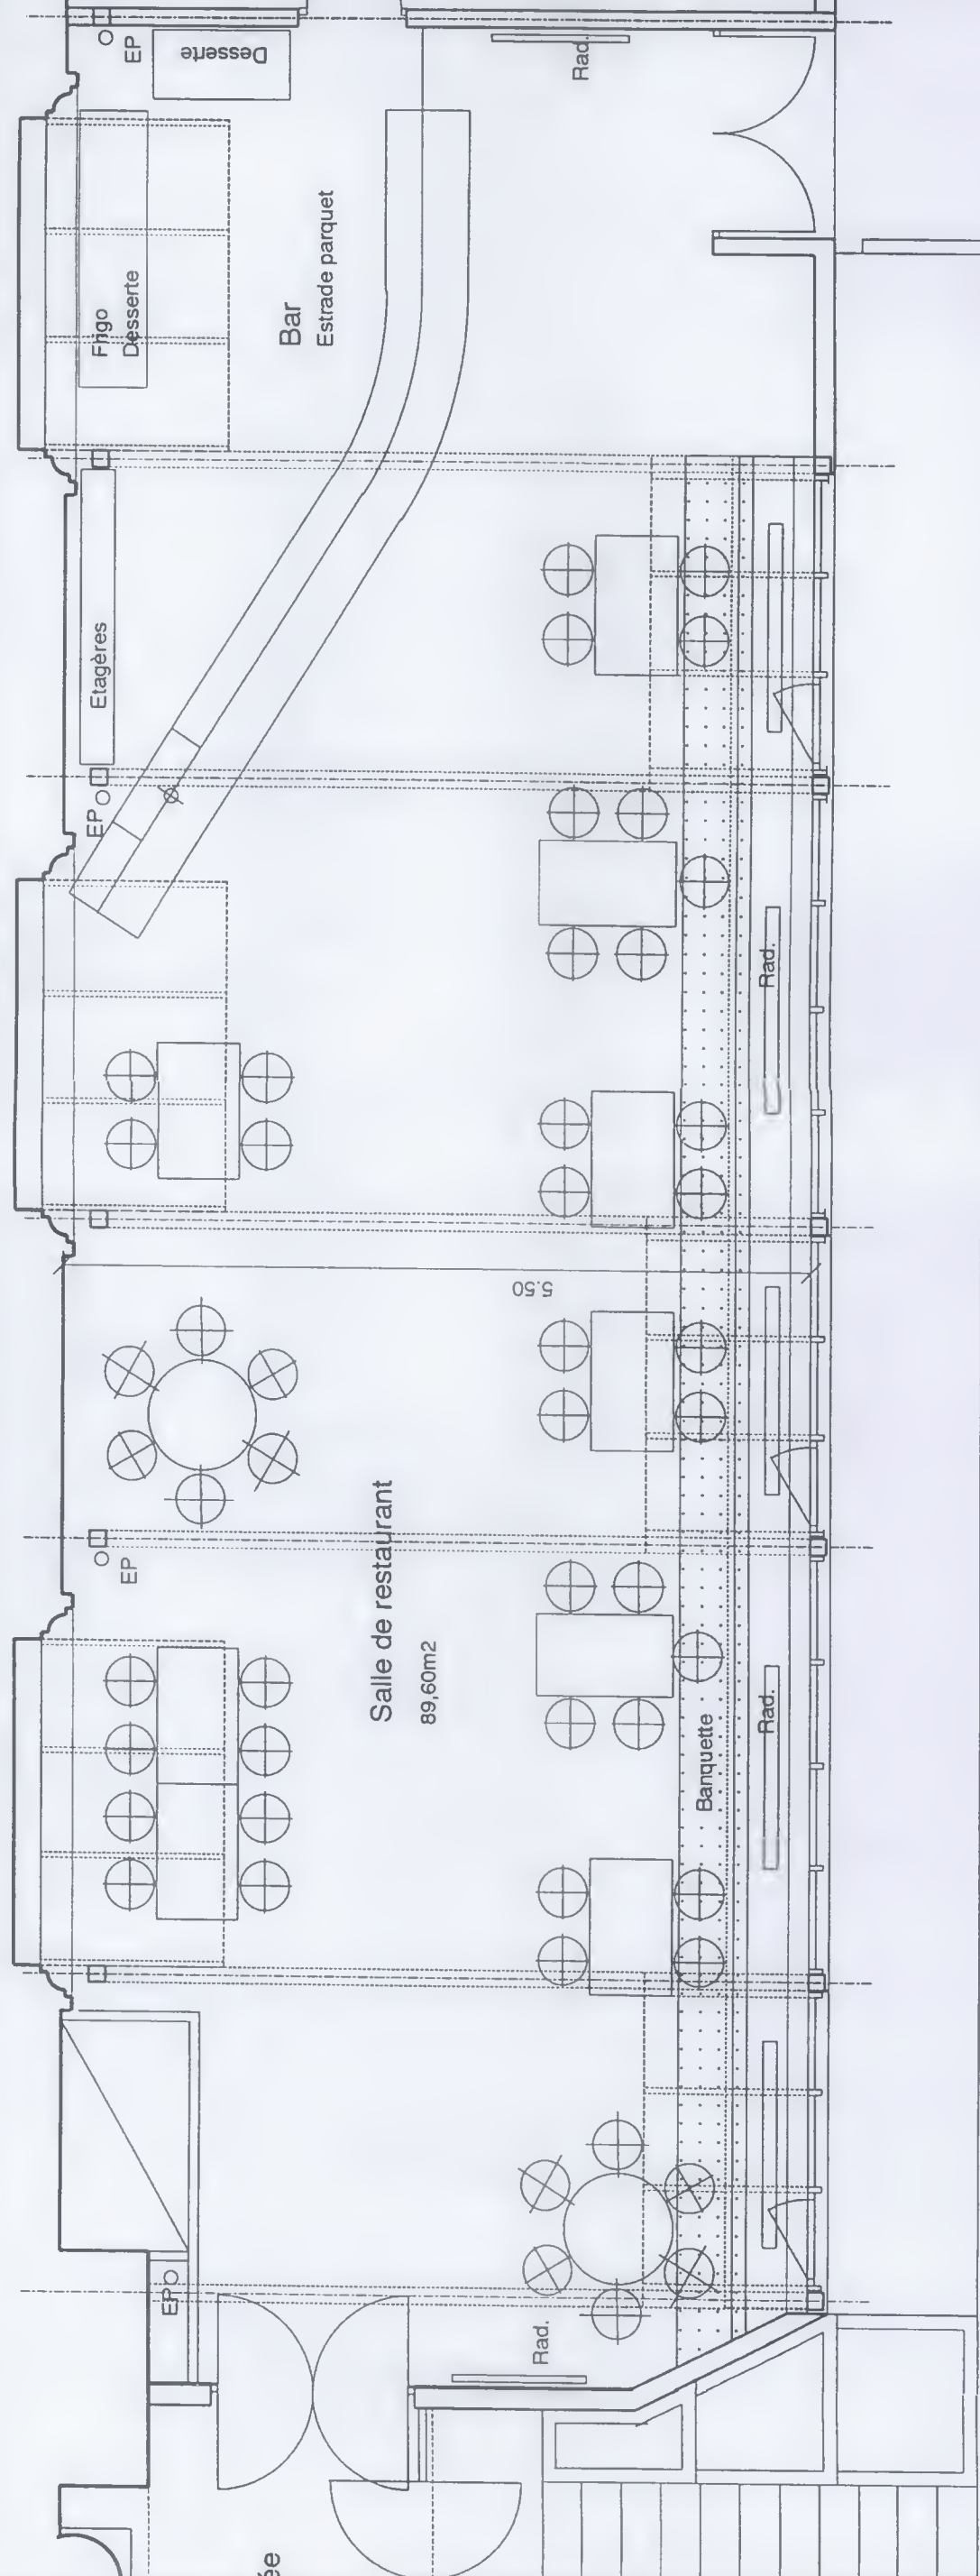 EP
Desserte
Rad.
Frigo
Desserte
Bar
Estrade parquet
Etagères
EP
Rad.
5.50
EP
Salle de restaurant
89,60m2
Banquette
Rad.
EP
Rad.
ée